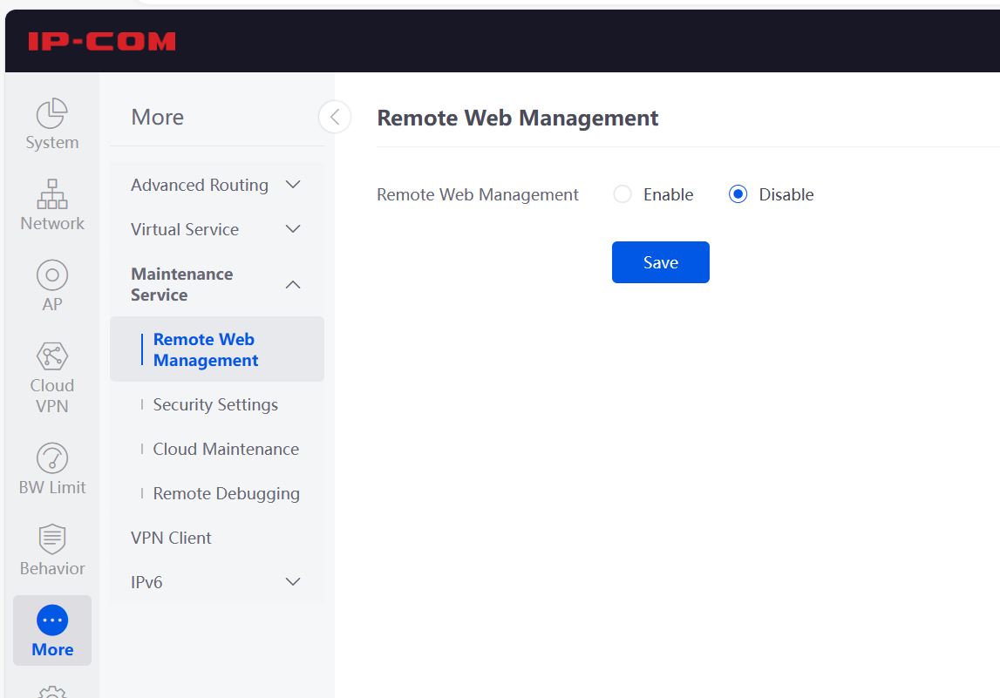 IP-COM
System
Network
AP
Cloud
VPN
BW Limit
Behavior
More
More
Advanced Routing
Virtual Service
Maintenance
Service
Remote Web
Management
Security Settings
Cloud Maintenance
Remote Debugging
VPN Client
IPv6
Remote Web Management
Remote Web Management
Enable
Disable
Save